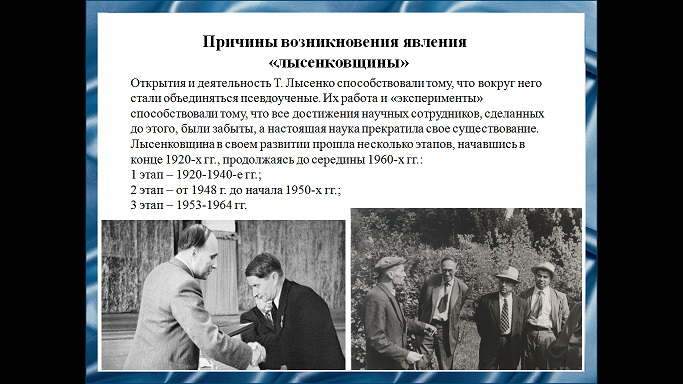 Причины возникновения явления
«лысенковщины»
Открытия и деятельность Т. Лысенко способствовали тому, что вокруг него
стали объединяться псевдоученые. Их работа и «эксперименты»
способствовали тому, что все достижения научных сотрудников, сделанных
до этого, были забыты, а настоящая наука прекратила свое существование.
Лысенковщина в своем развитии прошла несколько этапов, начавшись в
конце 1920-х гг., продолжаясь до середины 1960-х гг.:
1 этап – 1920-1940-е гг.;
2 этап – от 1948 г. до начала 1950-х гг.;
3 этап – 1953-1964 гг.